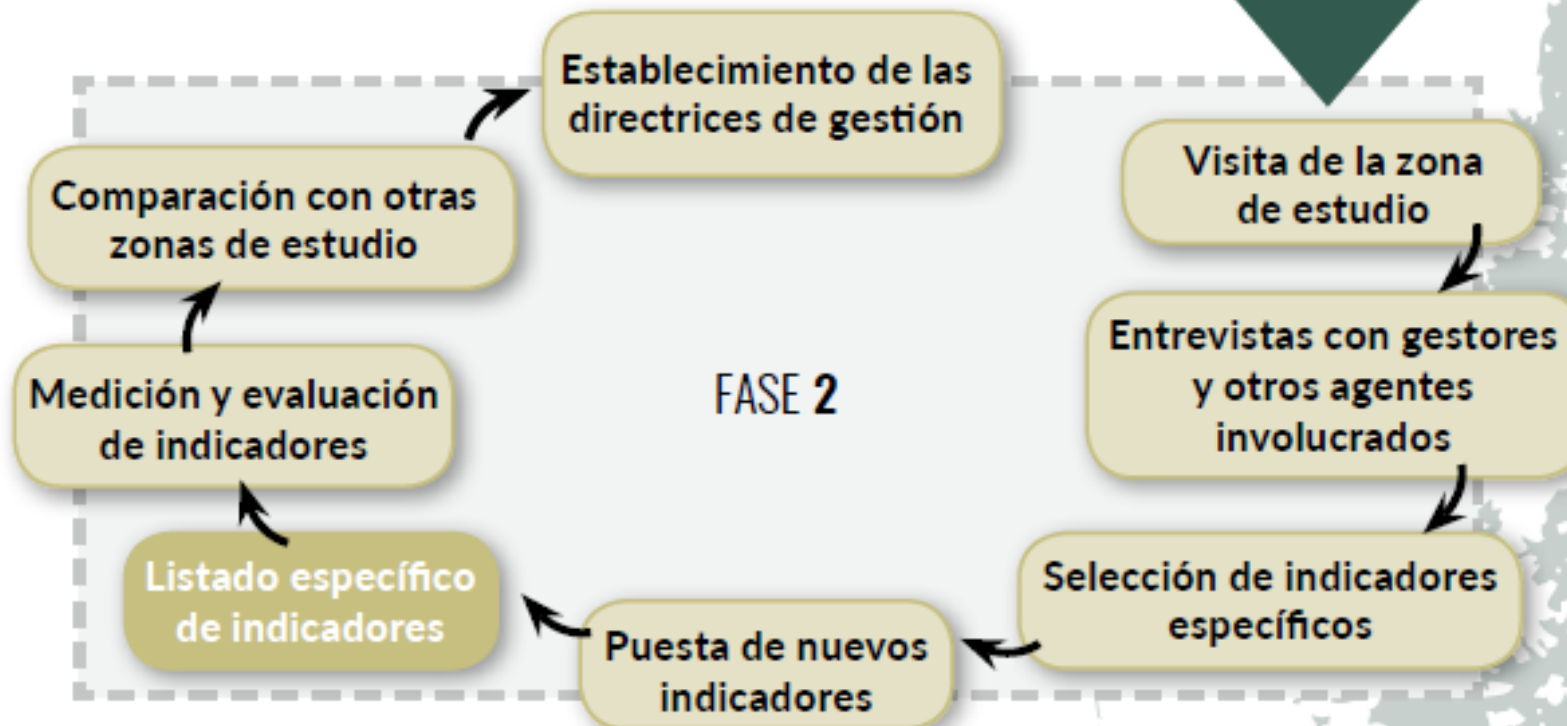 Establecimiento de las
directrices de gestión
Visita de la zona
de estudio
Comparación con otras
zonas de estudio
Entrevistas con gestores
y otros agentes
involucrados
Medición y evaluación
de indicadores
FASE 2
Listado específico
de indicadores
Selección de indicadores
específicos
Puesta de nuevos
indicadores